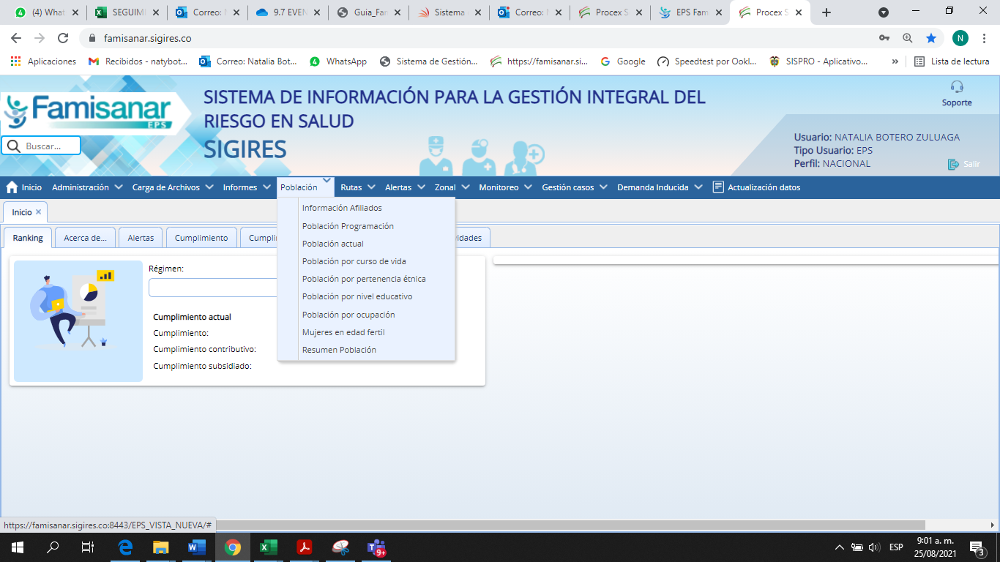 (4) What
SEGUIMI
Correo: N
9.7 EVEN
Guia_Far
Sistema
Correo: N
Procex S
EPS Fam
Procex S
famisanar.sigires.co
N
Aplicaciones
Recibidos - natybot...
Correo: Natalia Bot...
WhatsApp
Sistema de Gestión...
https://famisanar.si...
Google
Speedtest por Ookl...
SISPRO - Aplicativo...
»
Lista de lectura
Famisanar
EPS
Buscar...
SISTEMA DE INFORMACIÓN PARA LA GESTIÓN INTEGRAL DEL
RIESGO EN SALUD
SIGIRES
Soporte
Usuario: NATALIA BOTERO ZULUAGA
Tipo Usuario: EPS
Perfil: NACIONAL
Salir
Inicio
Administración
Carga de Archivos
Informes
Población
Rutas
Alertas
Zonal
Monitoreo
Gestión casos
Demanda Inducida
Actualización datos
Inicio
Ranking
Acerca de...
Alertas
Cumplimiento
Cumpli
vidades
Información Afiliados
Población Programación
Población actual
Población por curso de vida
Población por pertenencia étnica
Población por nivel educativo
Población por ocupación
Mujeres en edad fertil
Resumen Población
Régimen:
Cumplimiento actual
Cumplimiento:
Cumplimiento contributivo:
Cumplimiento subsidiado:
https://famisanar.sigires.co:8443/EPS_VISTA_NUEVA/#
9+
ESP
9:01 a. m.
25/08/2021
3